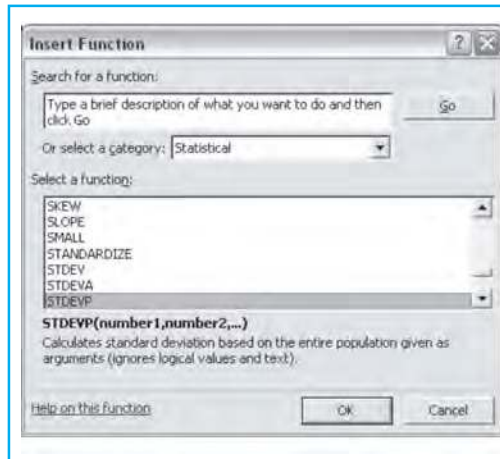 Insert Function
Search for a function:
Type a brief description of what you want to do and then
click Go
Go
Or select a category: Statistical
Select a function:
SKEW
SLOPE
SMALL
STANDARDIZE
STDEV
STDEVA
STDEVP
STDEVP(number1,number2,...)
Calculates standard deviation based on the entire population given as
arguments (ignores logical values and text).
Help on this function
OK
Cancel